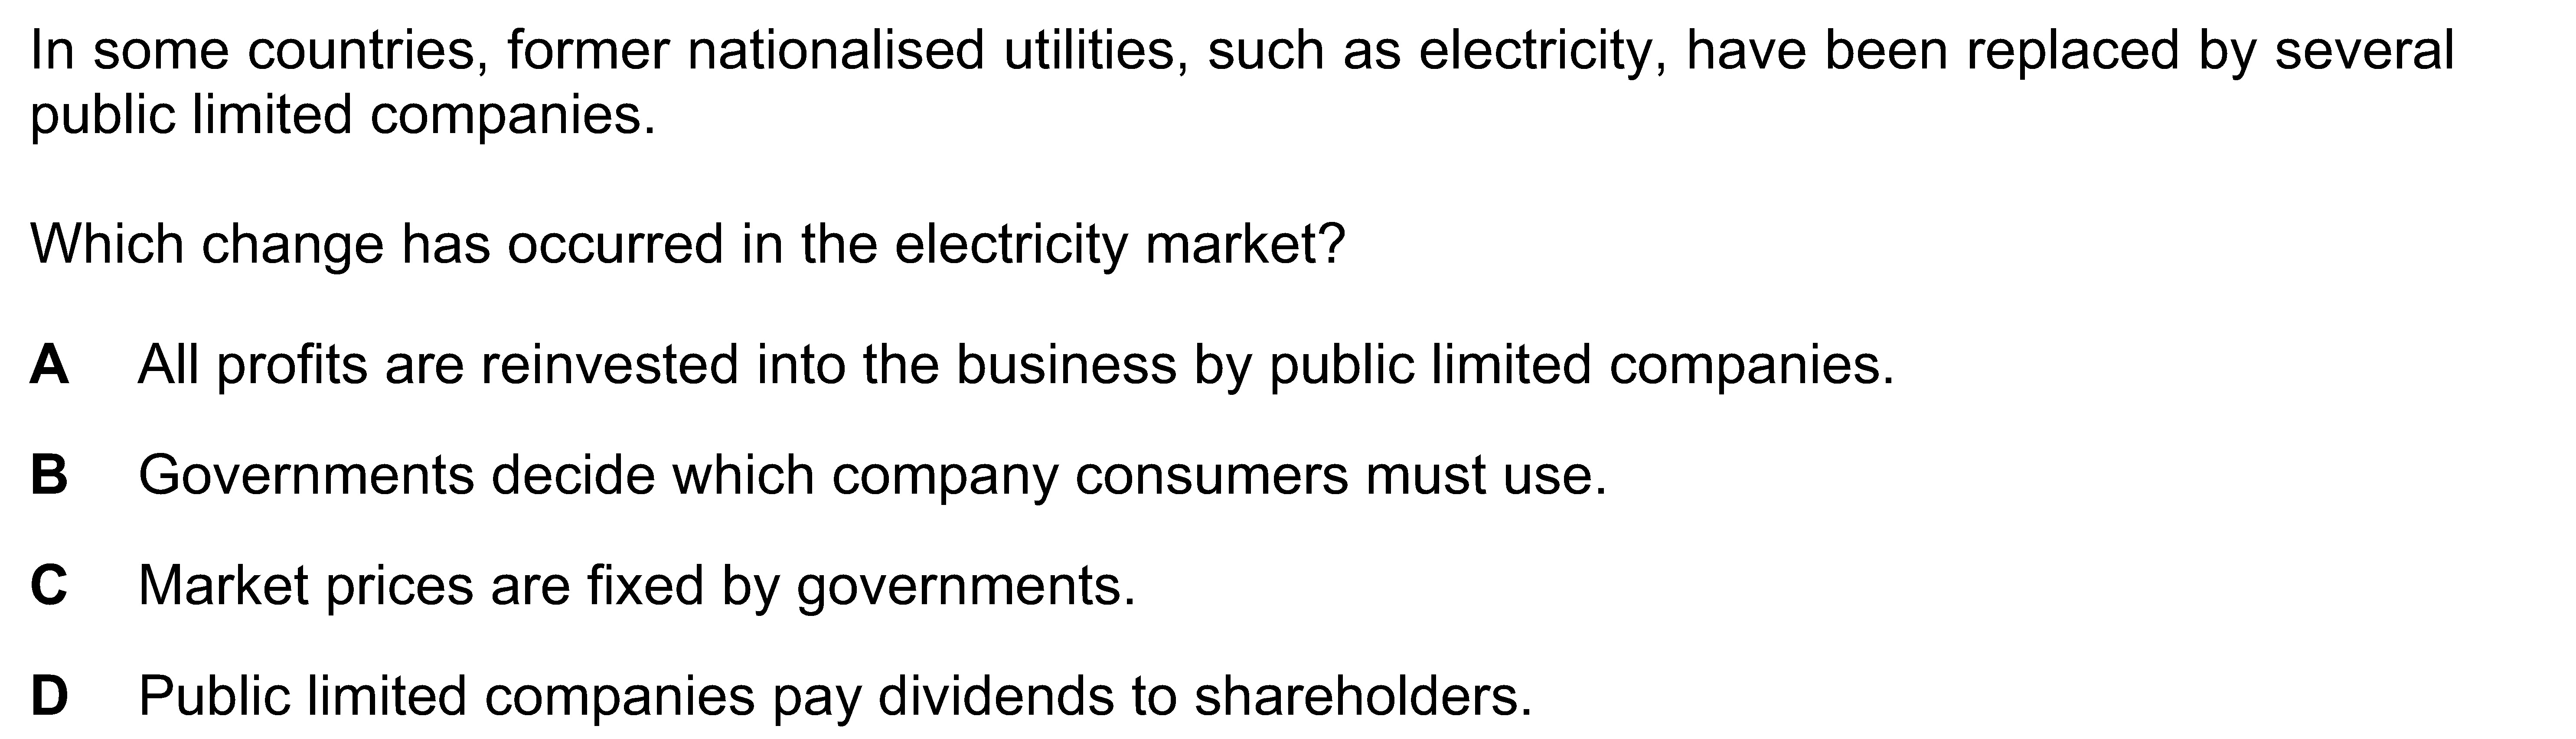 In some countries, former nationalised utilities, such as electricity, have been replaced by several
public limited companies.
Which change has occurred in the electricity market?
A All profits are reinvested into the business by public limited companies.
B Governments decide which company consumers must use.
C Market prices are fixed by governments.
D Public limited companies pay dividends to shareholders.